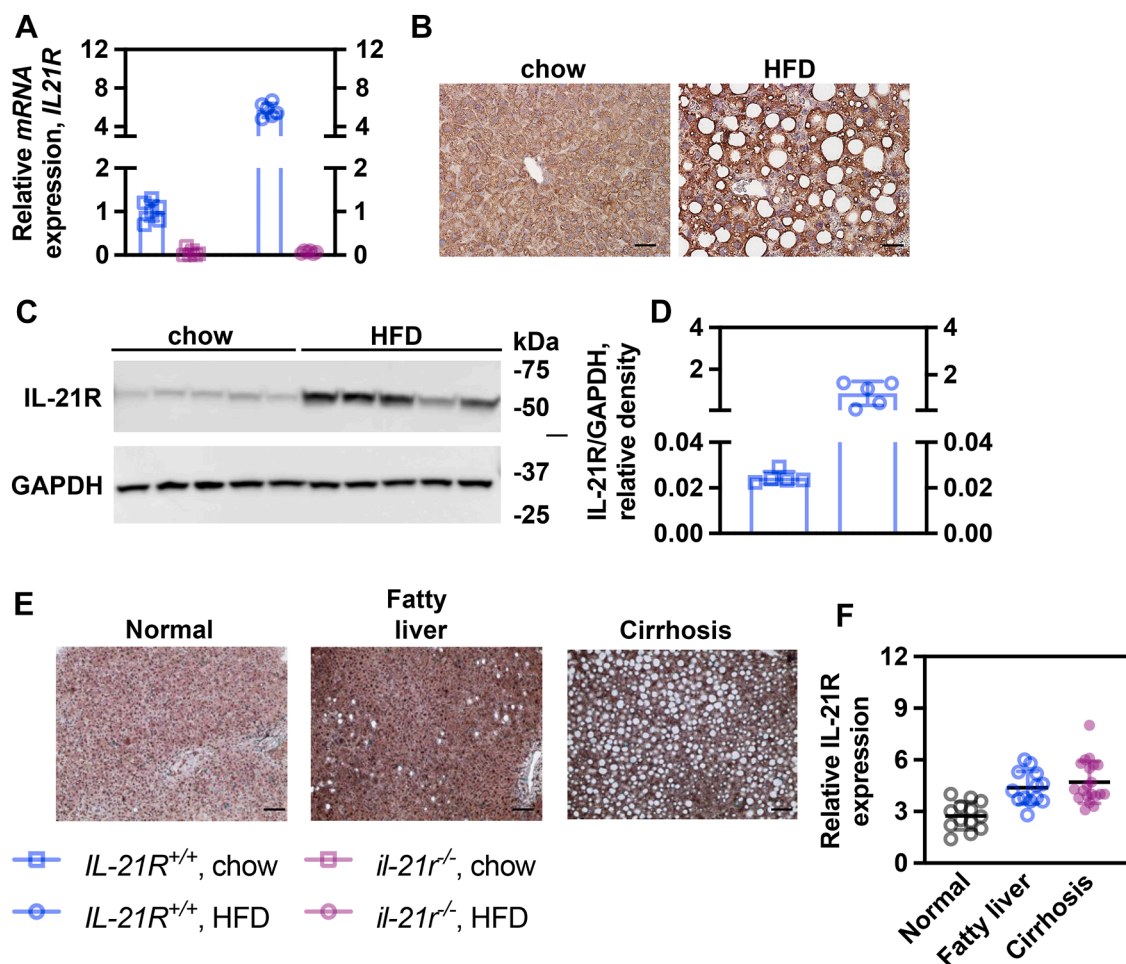 A
Relative mRNA
expression, IL21R
12
8
4
2
1
0
12
8
4
2
1
0
B
chow
HFD
C
chow
HFD
kDa
IL-21R
-75
-50
GAPDH
-37
-25
D
IL-21R/GAPDH,
relative density
4
2
0.04
0.02
0.00
4
2
0.04
0.02
0.00
E
Normal
Fatty
liver
Cirrhosis
IL-21R+/+, chow
il-21r-/-, chow
IL-21R+/+, HFD
il-21r-/-, HFD
F
Relative IL-21R
expression
12
9
6
3
0
Normal
Fatty liver
Cirrhosis